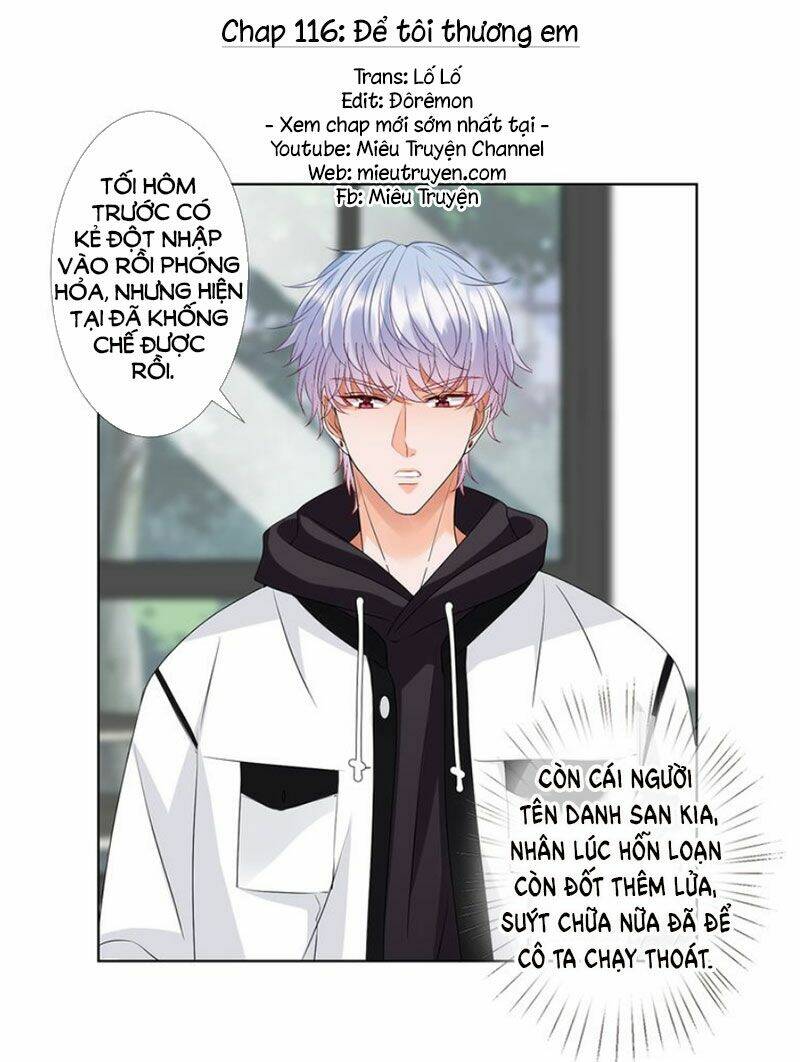 Chap 116: Để tôi thương em
Trans: Lố Lố
Edit: Đôrêmon
- Xem chap mới sớm nhất tại -
Youtube: Miêu Truyện Channel
Web: mieutruyen.com
Fb: Miêu Truyện
TỐI HÔM
TRƯỚC CÓ
KẺ ĐỘT NHẬP
VÀO RỒI PHÓNG
HỎA, NHƯNG HIỆN
TẠI ĐÃ KHỐNG
CHẾ ĐƯỢC
RỒI.
CÒN CÁI NGƯỜI
TÊN DANH SAN KIA,
NHÂN LÚC HỖN LOẠN
CÒN ĐỐT THÊM LỬA,
SUÝT CHỮA NỮA ĐÃ ĐỂ
CÔ TA CHẠY THOÁT.